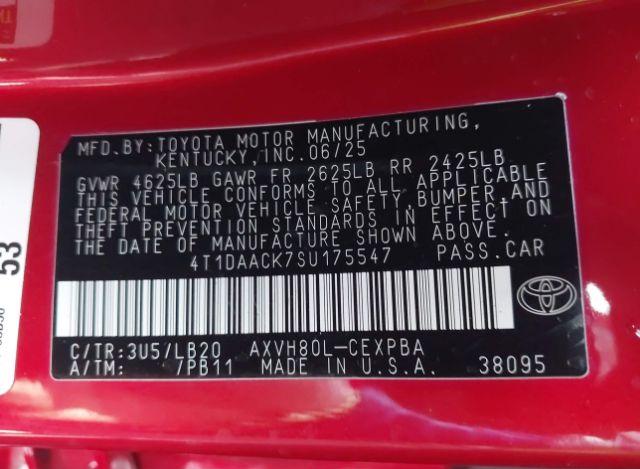 MFD.BY:TOYOTA MOTOR MANUFACTURING,
KENTUCKY, INC.06/25
GVWR 4625LB GAWR FR 2625LB RR 2425LB
THIS VEHICLE CONFORMS TO ALL APPLICABLE
FEDERAL MOTOR VEHICLE SAFETY,BUMPER,AND
THEFT PREVENTION STANDARDS IN EFFECT ON
THE DATE OF MANUFACTURE SHOWN ABOVE.
4T1DAACK7SU175547 PASS.CAR
C/TR:3U5/LB20 AXVH80L-CEXPBA
A/TM: /PB11 MADE IN U.S.A. 38095
53